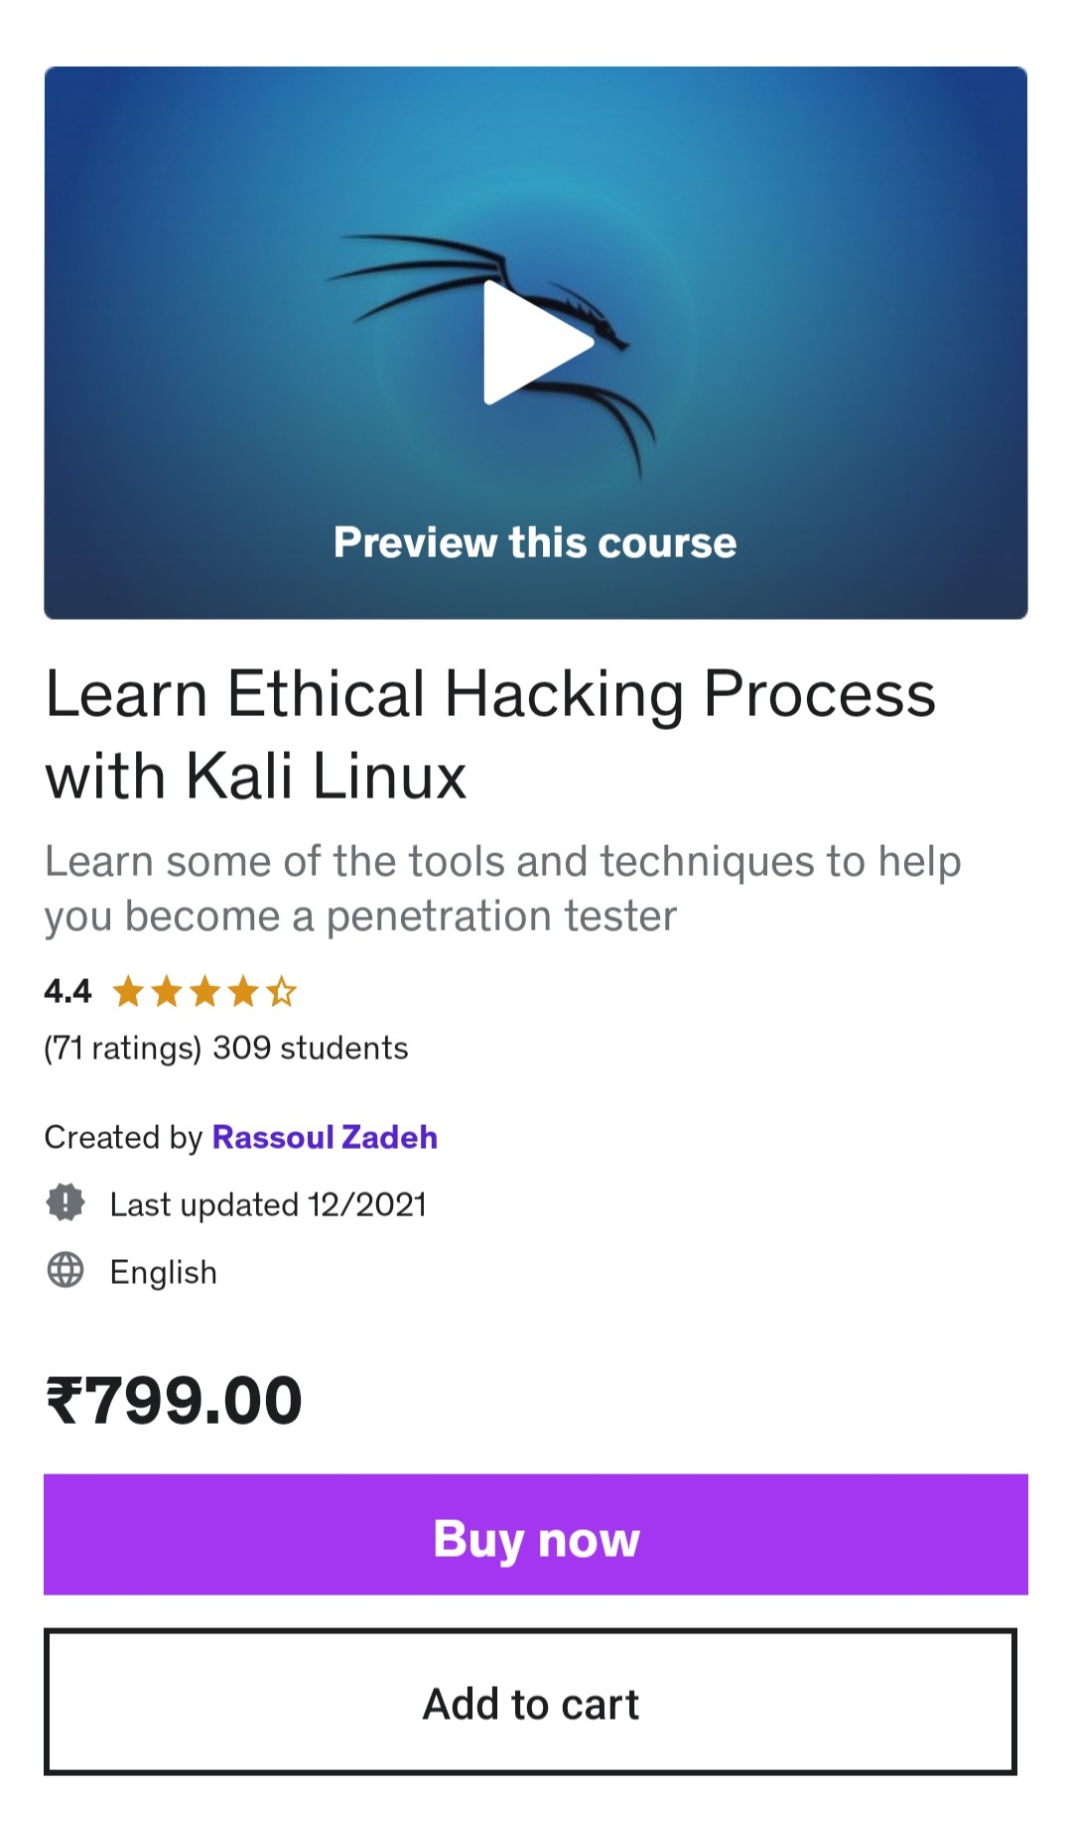 Preview this course
Learn Ethical Hacking Process
with Kali Linux
Learn some of the tools and techniques to help
you become a penetration tester
4.4
(71 ratings) 309 students
Created by Rassoul Zadeh
Last updated 12/2021
English
₹799.00
Buy now
Add to cart